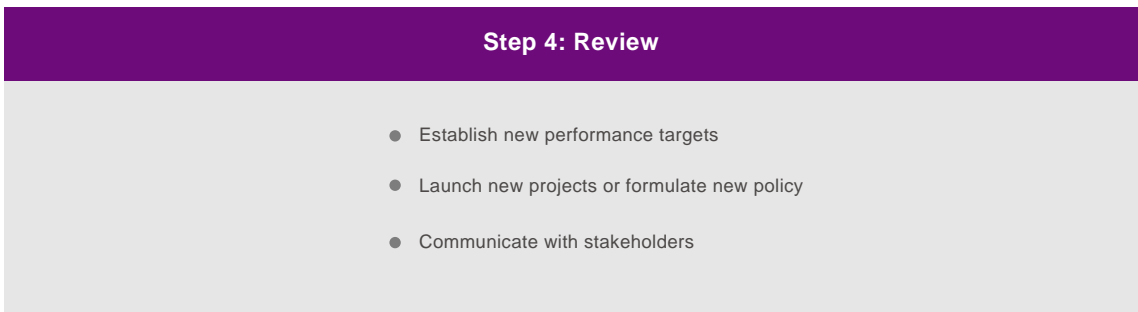 Step 4: Review
Establish new performance targets
Launch new projects or formulate new policy
Communicate with stakeholders